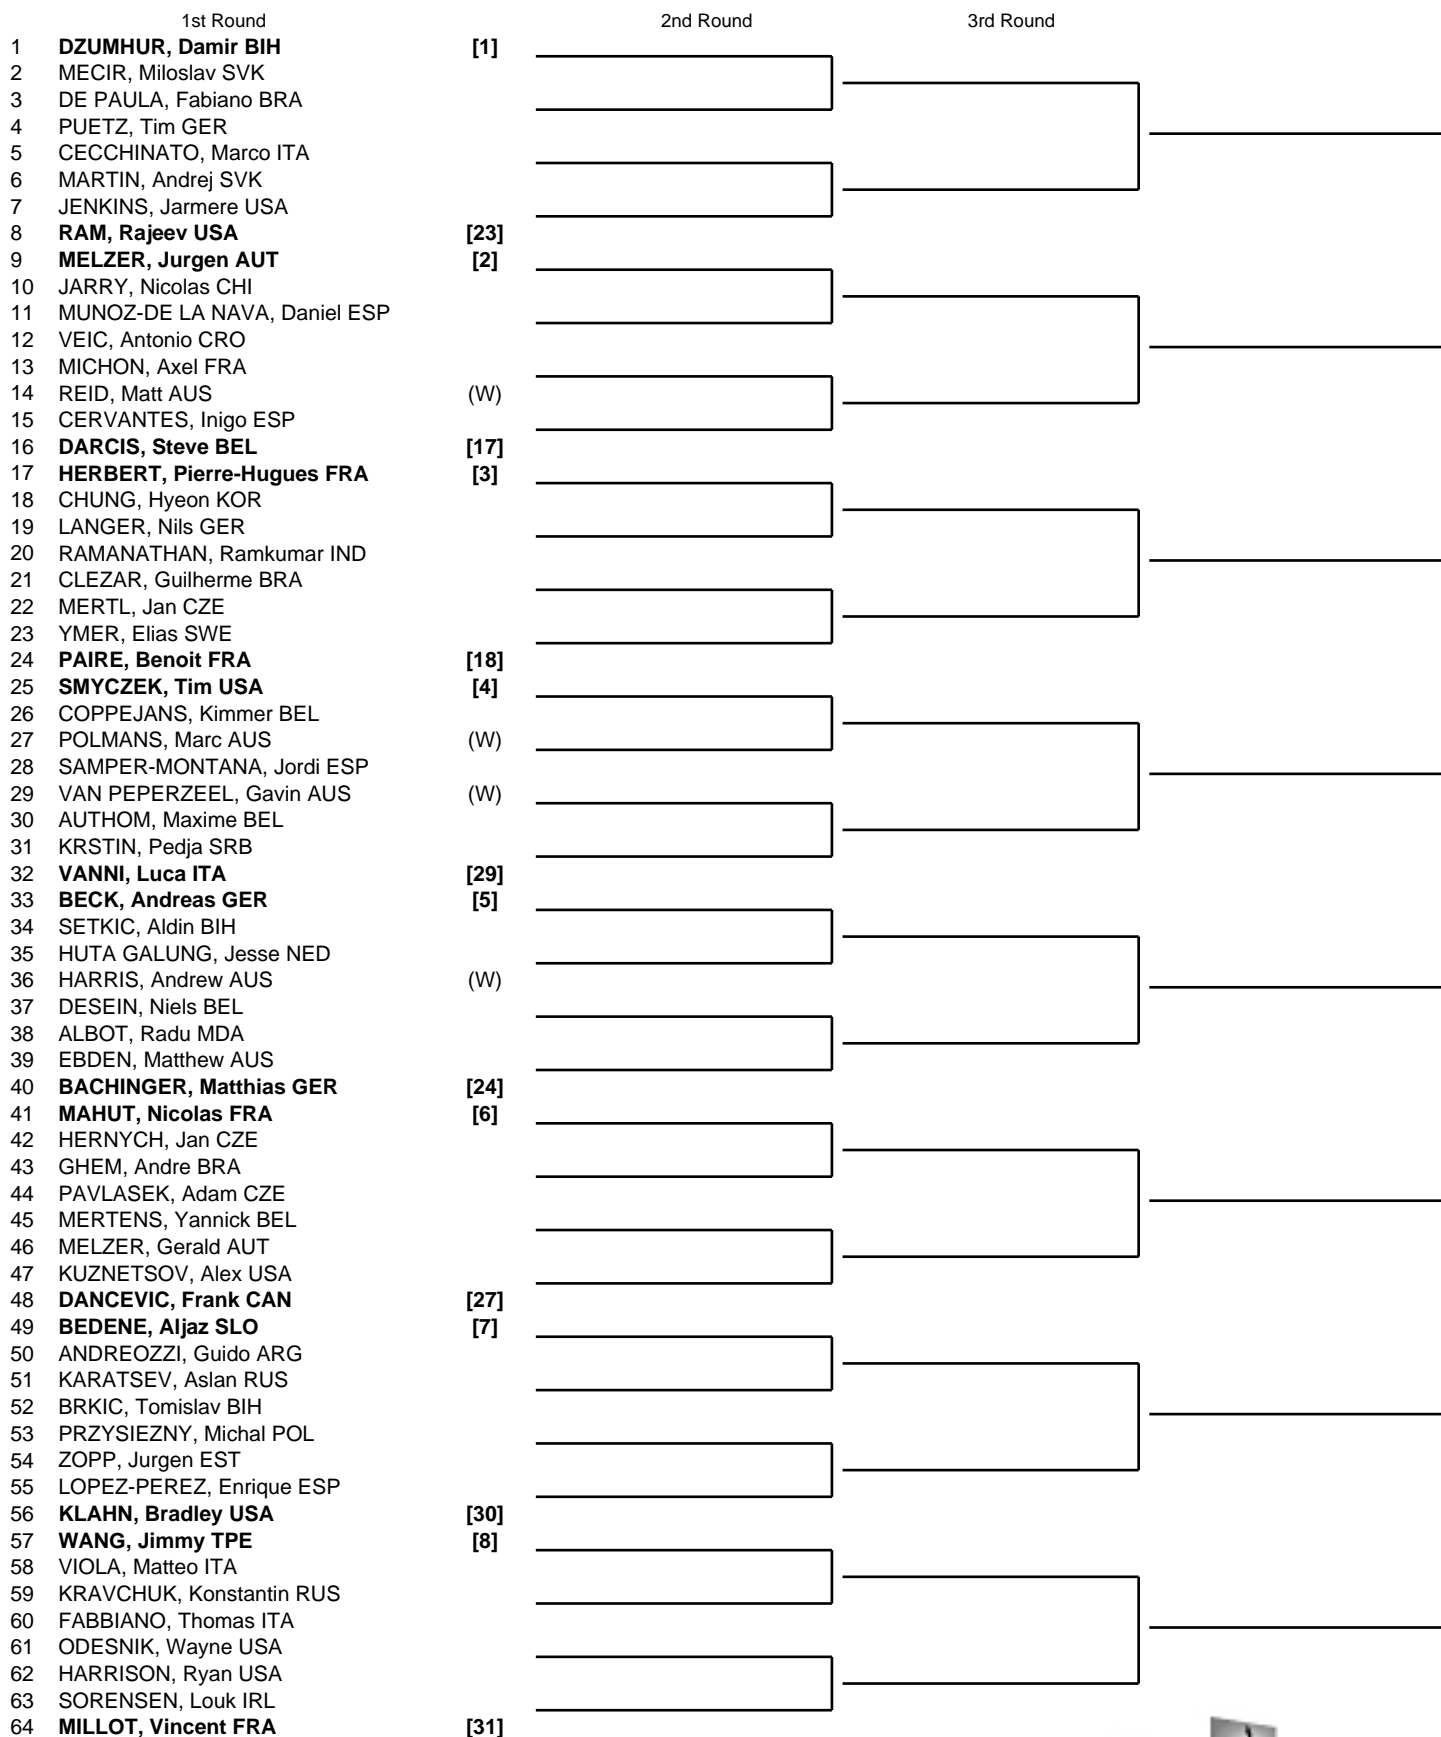 1st Round 2nd Round 3rd Round
1 DZUMHUR, Damir BIH [1]
2 MECIR, Miloslav SVK
3 DE PAULA, Fabiano BRA
4 PUETZ, Tim GER
5 CECCHINATO, Marco ITA
6 MARTIN, Andrej SVK
7 JENKINS, Jarmere USA
8 RAM, Rajeev USA [23]
9 MELZER, Jurgen AUT [2]
10 JARRY, Nicolas CHI
11 MUNOZ-DE LA NAVA, Daniel ESP
12 VEIC, Antonio CRO
13 MICHON, Axel FRA
14 REID, Matt AUS (W)
15 CERVANTES, Inigo ESP
16 DARCIS, Steve BEL [17]
17 HERBERT, Pierre-Hugues FRA [3]
18 CHUNG, Hyeon KOR
19 LANGER, Nils GER
20 RAMANATHAN, Ramkumar IND
21 CLEZAR, Guilherme BRA
22 MERTL, Jan CZE
23 YMER, Elias SWE
24 PAIRE, Benoit FRA [18]
25 SMYCZEK, Tim USA [4]
26 COPPEJANS, Kimmer BEL
27 POLMANS, Marc AUS (W)
28 SAMPER-MONTANA, Jordi ESP
29 VAN PEPERZEEL, Gavin AUS (W)
30 AUTHOM, Maxime BEL
31 KRSTIN, Pedja SRB
32 VANNI, Luca ITA [29]
33 BECK, Andreas GER [5]
34 SETKIC, Aldin BIH
35 HUTA GALUNG, Jesse NED
36 HARRIS, Andrew AUS (W)
37 DESEIN, Niels BEL
38 ALBOT, Radu MDA
39 EBDEN, Matthew AUS
40 BACHINGER, Matthias GER [24]
41 MAHUT, Nicolas FRA [6]
42 HERNYCH, Jan CZE
43 GHEM, Andre BRA
44 PAVLASEK, Adam CZE
45 MERTENS, Yannick BEL
46 MELZER, Gerald AUT
47 KUZNETSOV, Alex USA
48 DANCEVIC, Frank CAN [27]
49 BEDENE, Aljaz SLO [7]
50 ANDREOZZI, Guido ARG
51 KARATSEV, Aslan RUS
52 BRKIC, Tomislav BIH
53 PRZYSIEZNY, Michal POL
54 ZOPP, Jurgen EST
55 LOPEZ-PEREZ, Enrique ESP
56 KLAHN, Bradley USA [30]
57 WANG, Jimmy TPE [8]
58 VIOLA, Matteo ITA
59 KRAVCHUK, Konstantin RUS
60 FABBIANO, Thomas ITA
61 ODESNIK, Wayne USA
62 HARRISON, Ryan USA
63 SORENSEN, Louk IRL
64 MILLOT, Vincent FRA [31]